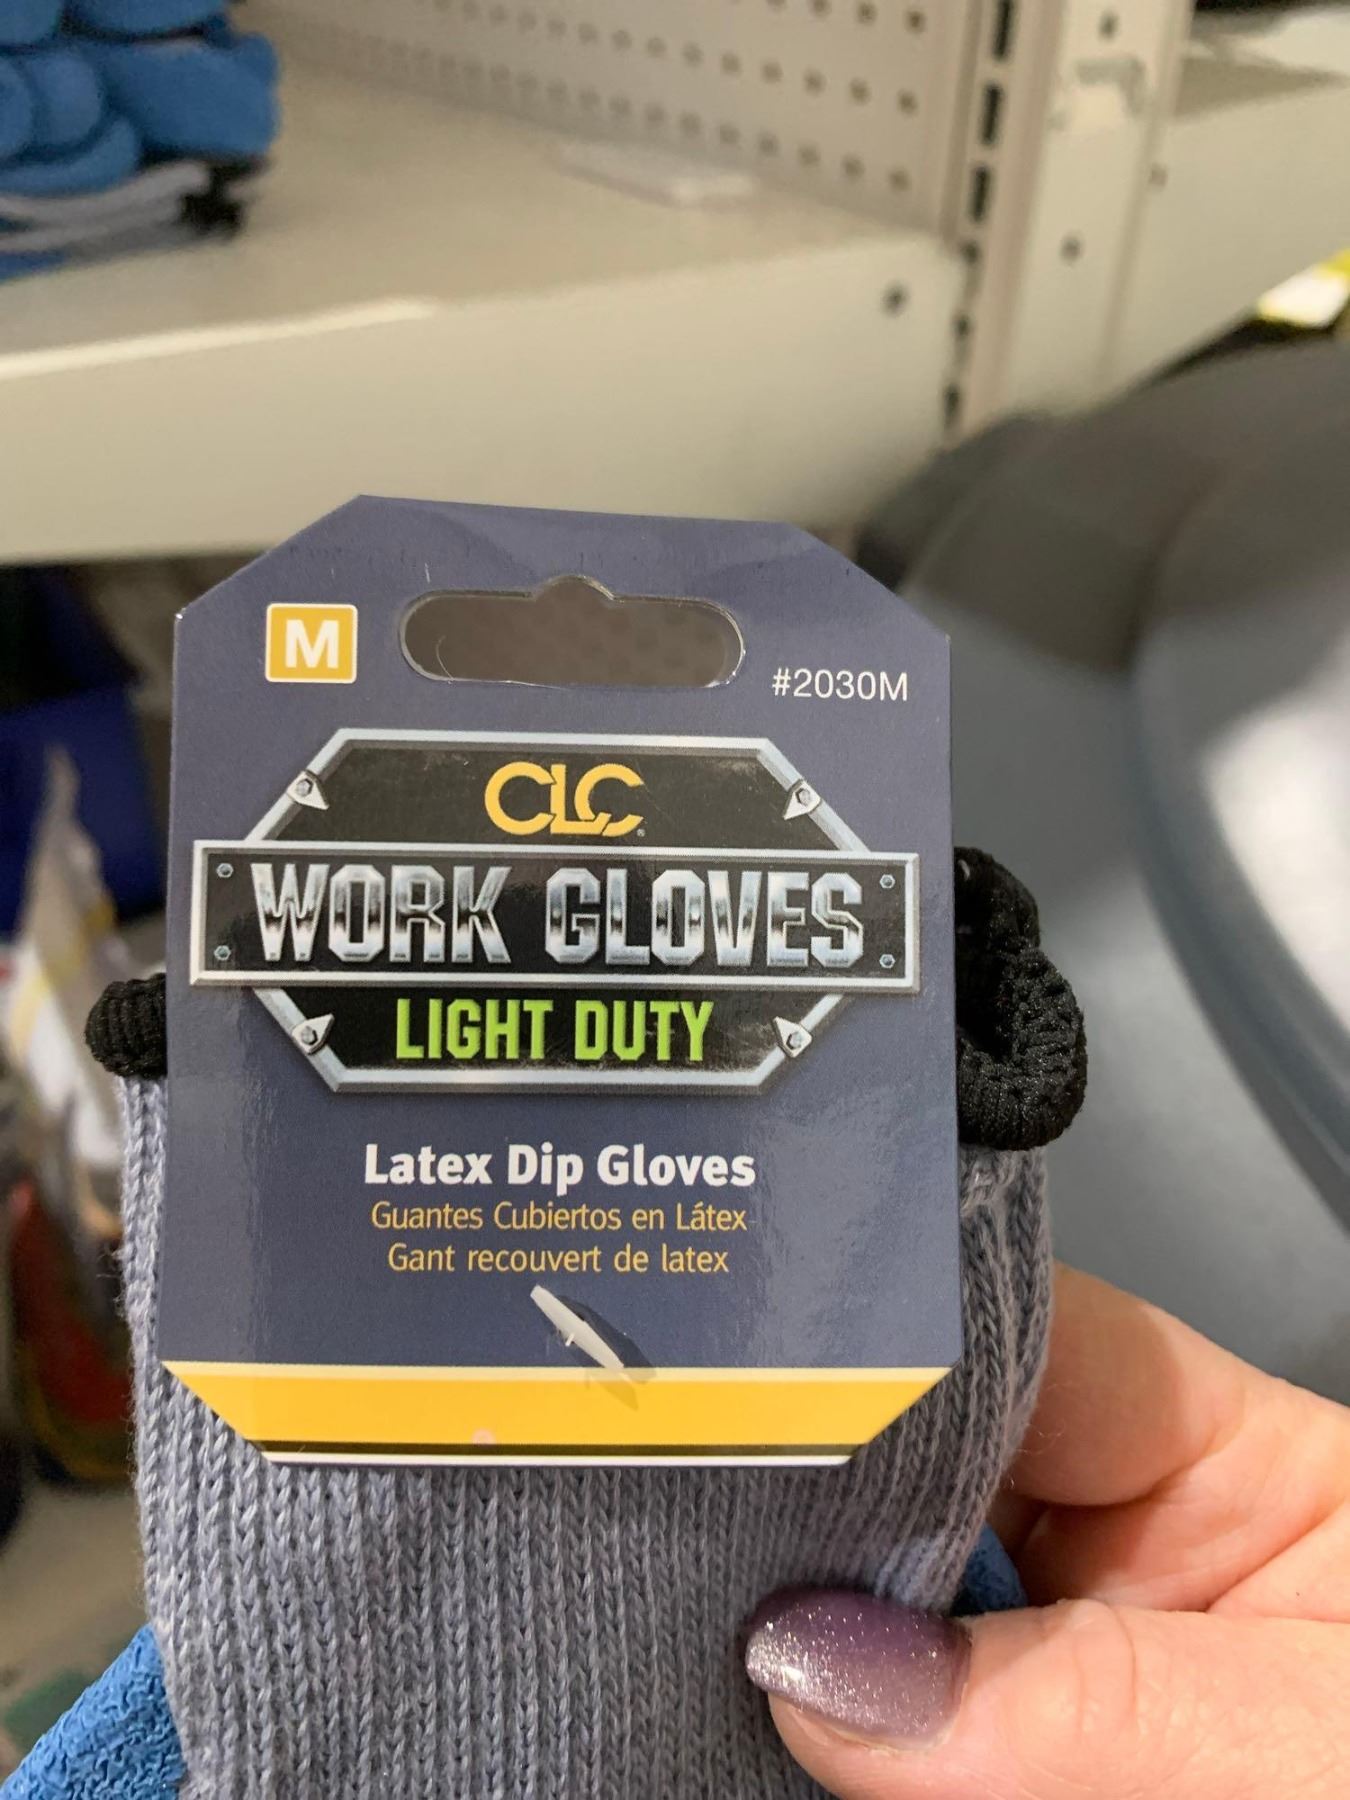 M
#2030M
CLC
WORK GLOVES
LIGHT DUTY
Latex Dip Gloves
Guantes Cubiertos en Látex
Gant recouvert de latex